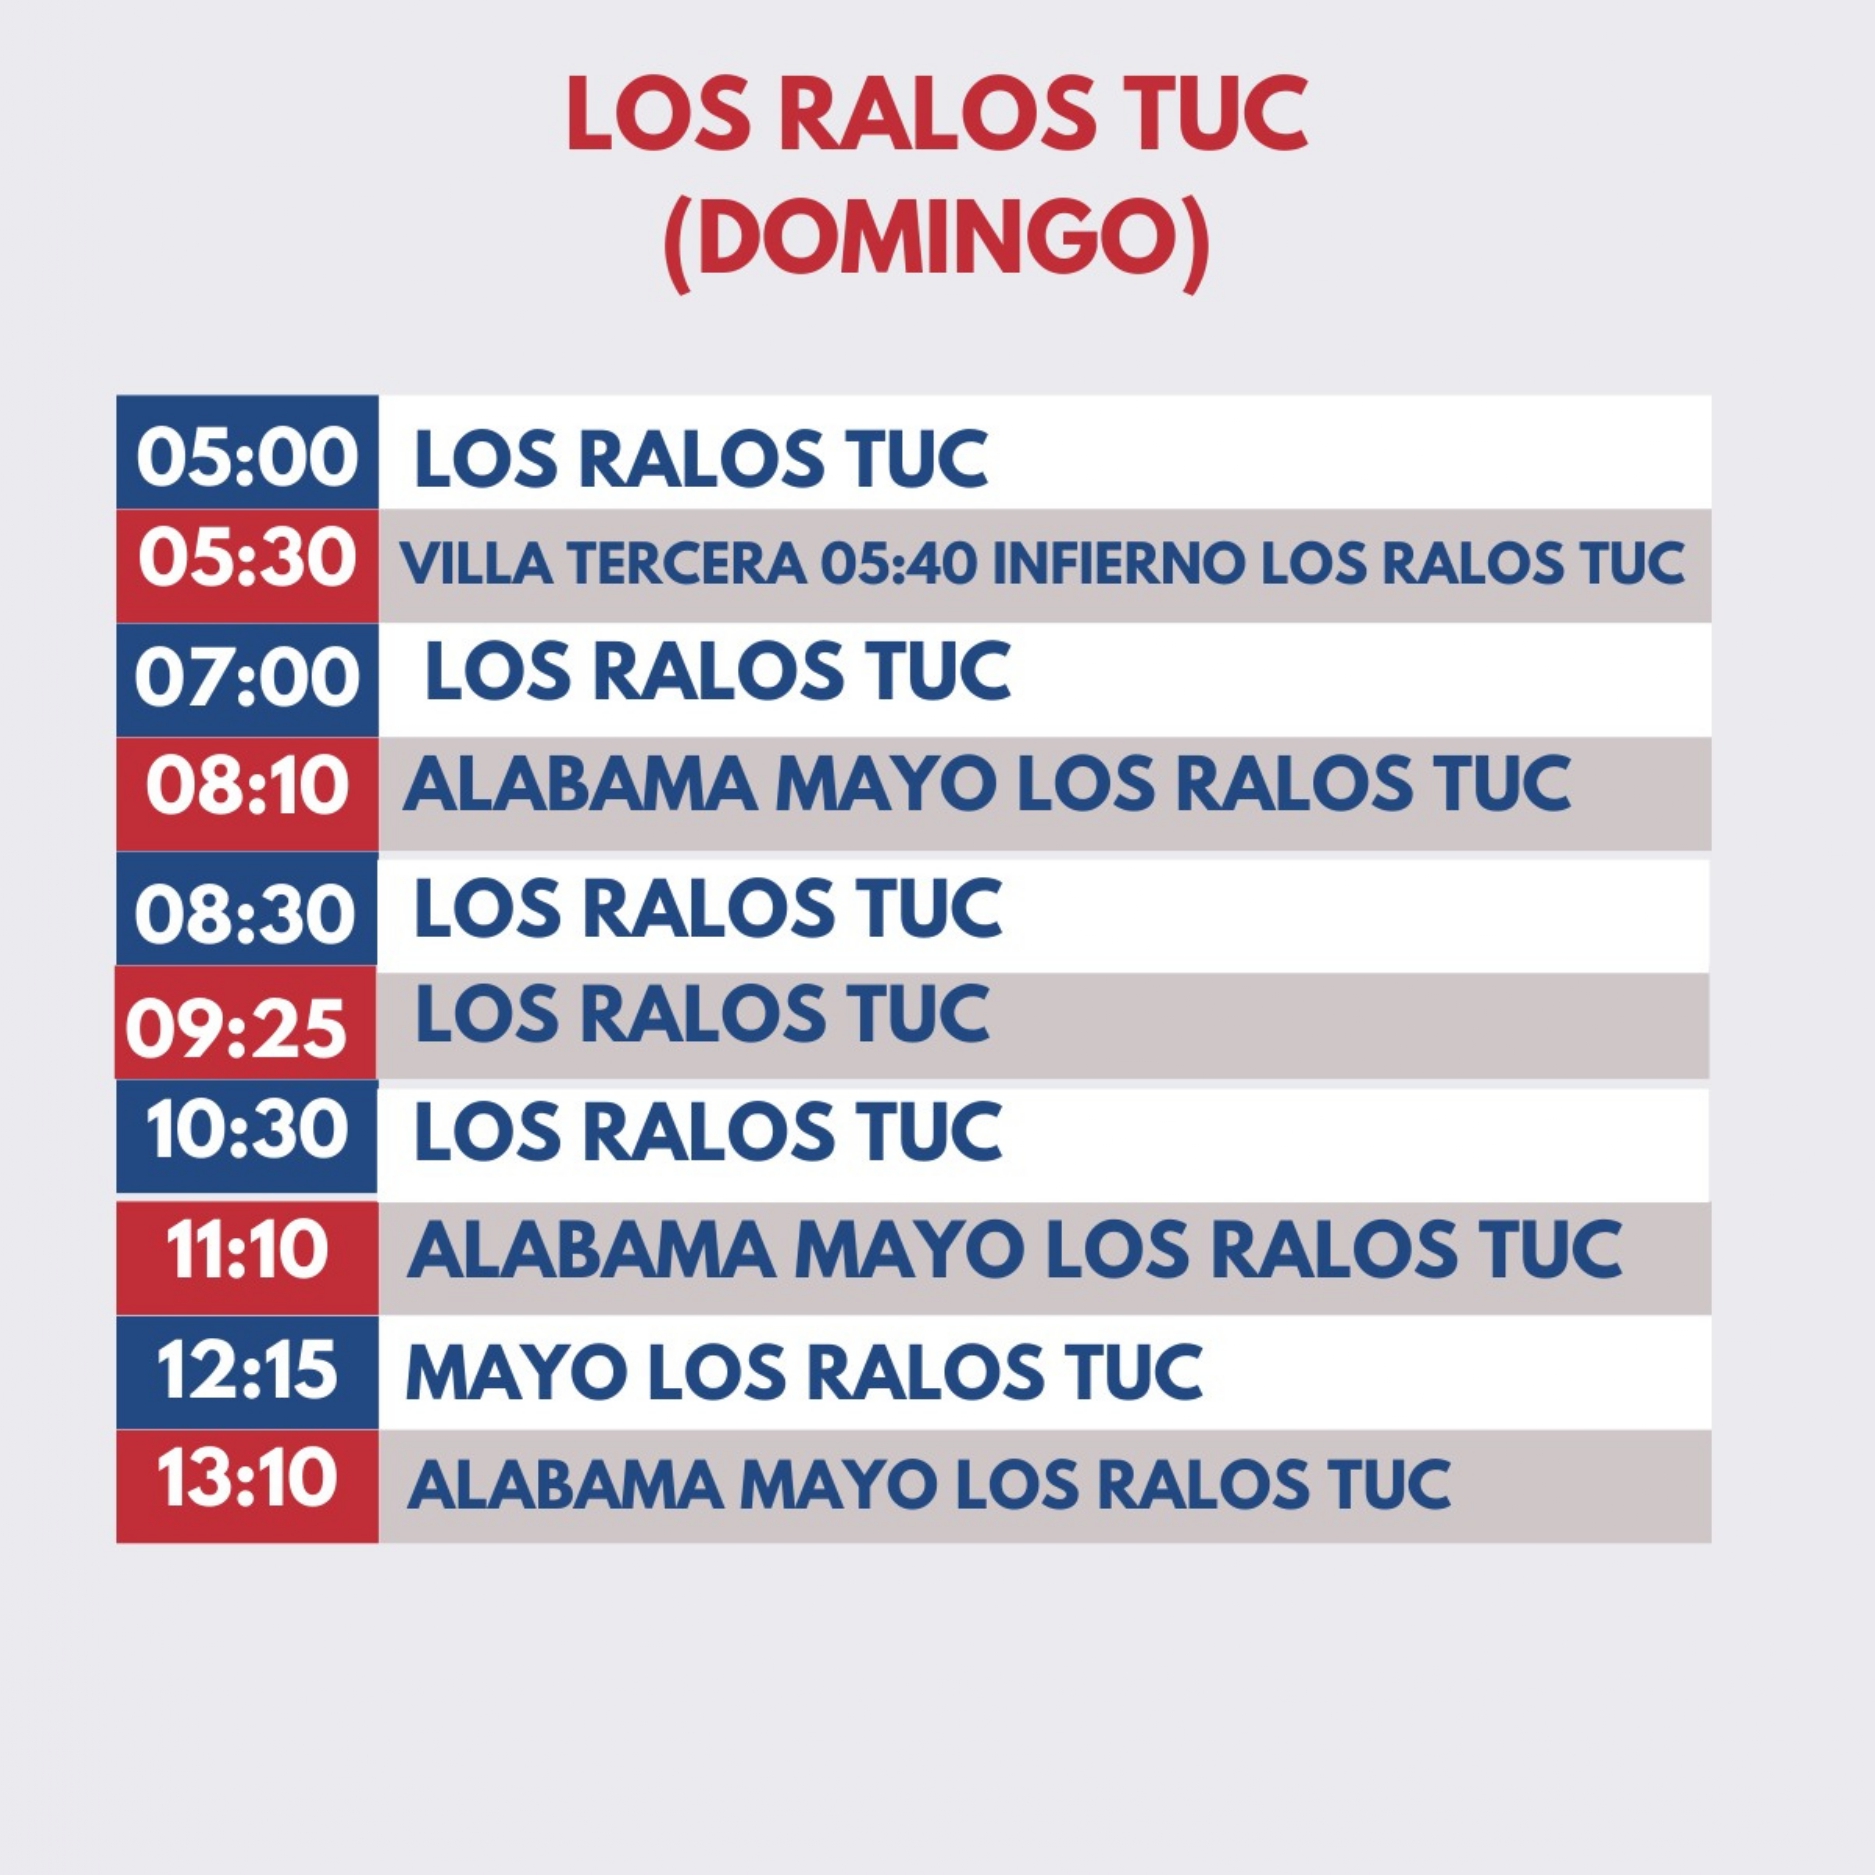 LOS RALOS TUC
(DOMINGO)
05:00 LOS RALOS TUC
05:30 VILLA TERCERA 05:40 INFIERNO LOS RALOS TUC
07:00 LOS RALOS TUC
08:10 ALABAMA MAYO LOS RALOS TUC
08:30 LOS RALOS TUC
09:25 LOS RALOS TUC
10:30 LOS RALOS TUC
11:10 ALABAMA MAYO LOS RALOS TUC
12:15 MAYO LOS RALOS TUC
13:10 ALABAMA MAYO LOS RALOS TUC